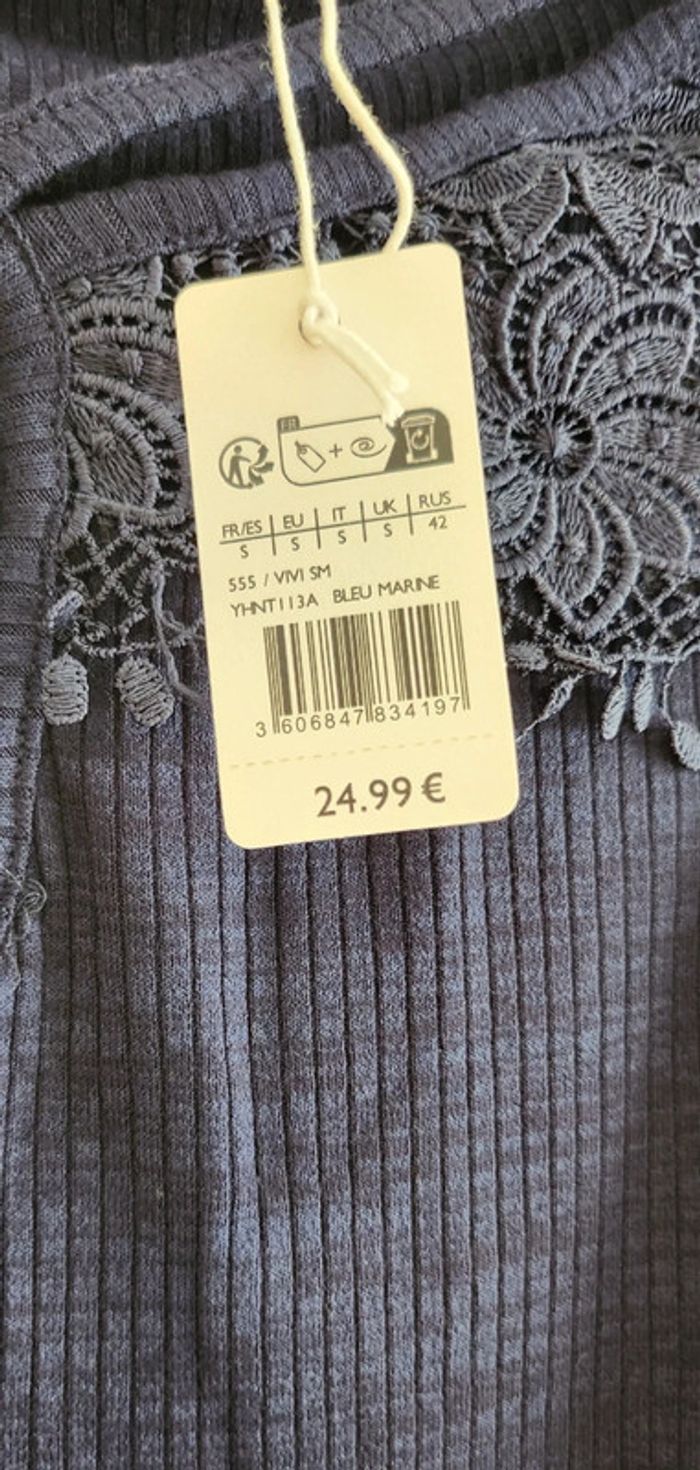 FR
FR/ES EU IT UK RUS
S S S S 42
555 / VIVI SM
YHNT113A BLEU MARINE
3 606847 834197
24.99 €